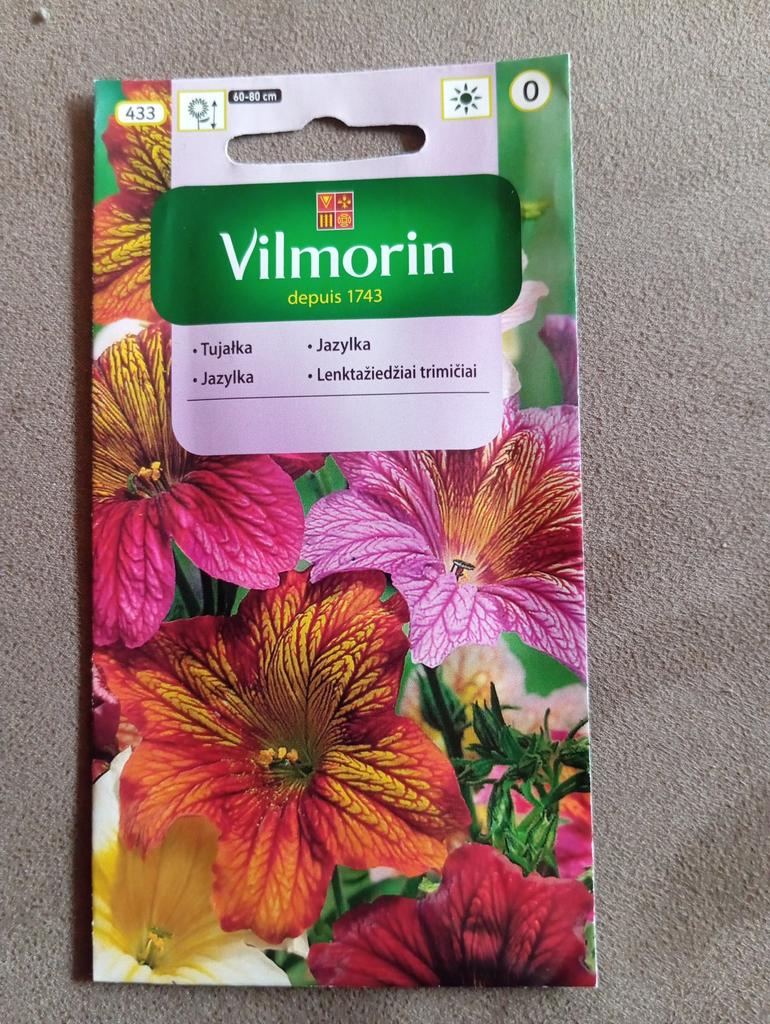 433
60-80 cm
0
Vilmorin
depuis 1743
• Tujałka
• Jazylka
• Jazylka
• Lenktažiedžiai trimičiai